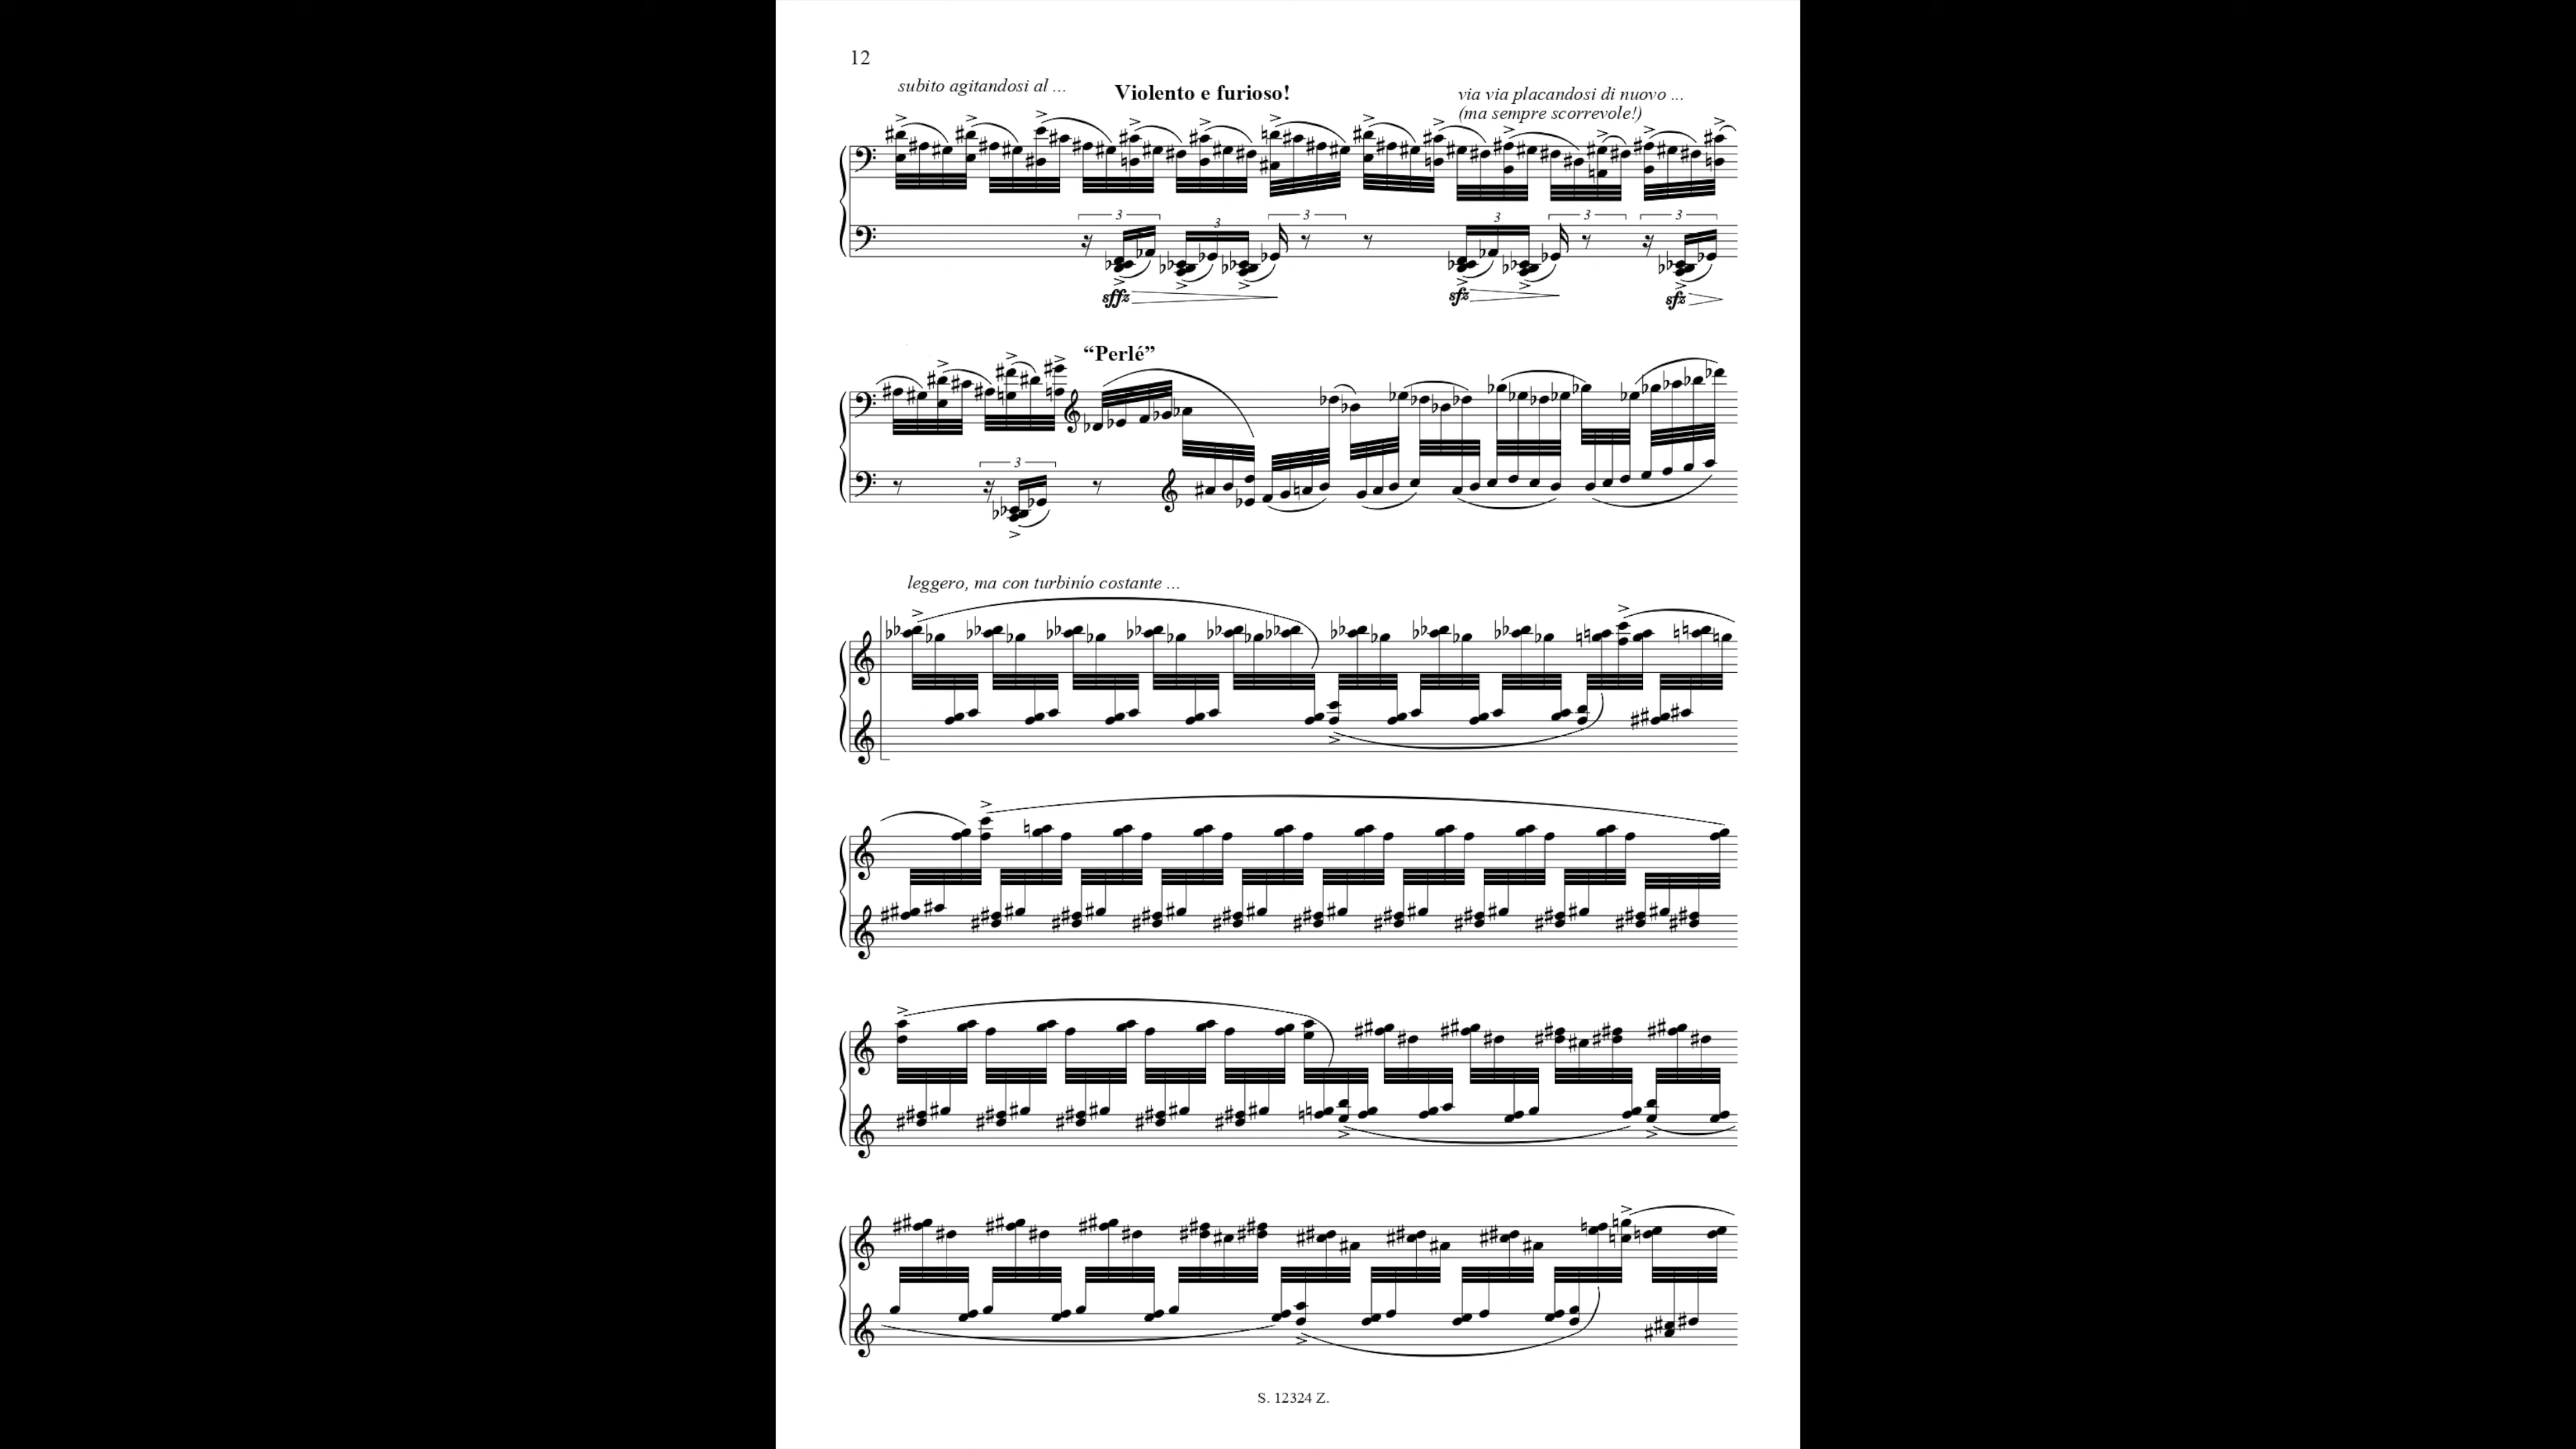 12
subito agitandosi al ...
Violento e furioso!
via via placandosi di nuovo ...
(ma sempre scorrevole!)
3 3 3 3 3 3
sffz sfz sfz
“Perlé”
3
leggero, ma con turbinío costante ...
S. 12324 Z.